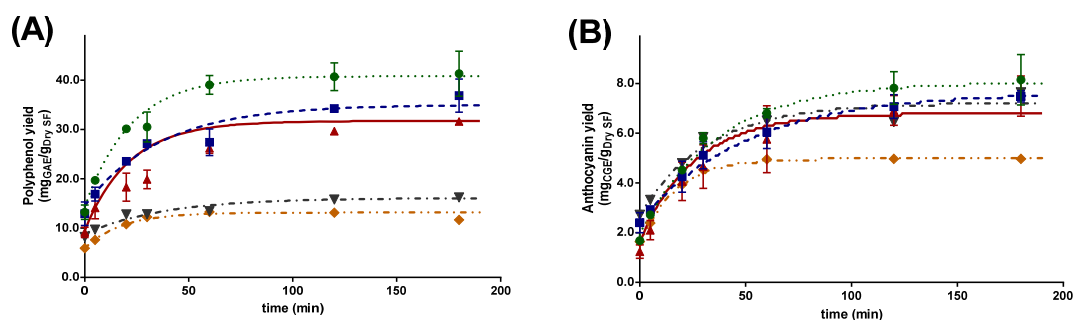 (A)
Polyphenol yield
(mgGAE/gDry SF)
40.0
30.0
20.0
10.0
0.0
0
50
100
150
200
time (min)
(B)
Anthocyanin yield
(mgCGE/gDry SF)
8.0
6.0
4.0
2.0
0.0
0
50
100
150
200
time (min)